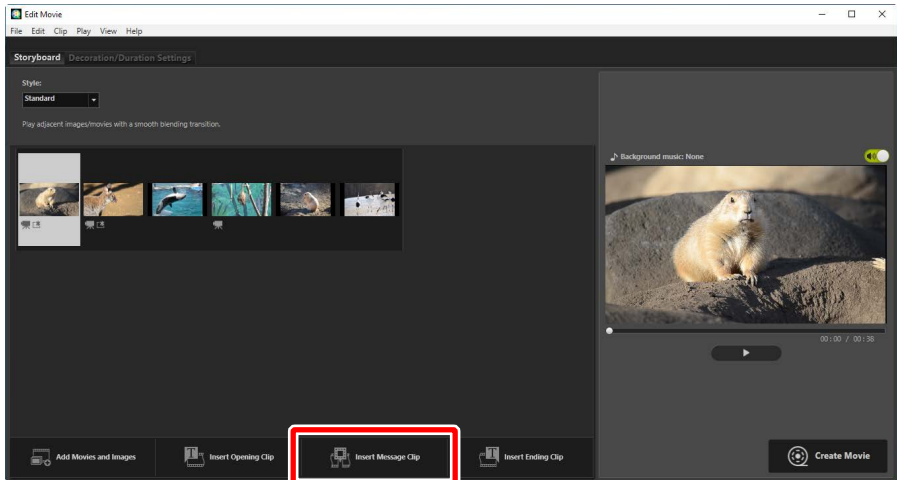 Edit Movie
File Edit Clip Play View Help
Storyboard Decoration/Duration Settings
Style:
Standard
Play adjacent images/movies with a smooth blending transition.
Background music: None
00:00 / 00:38
Add Movies and Images
Insert Opening Clip
Insert Message Clip
Insert Ending Clip
Create Movie